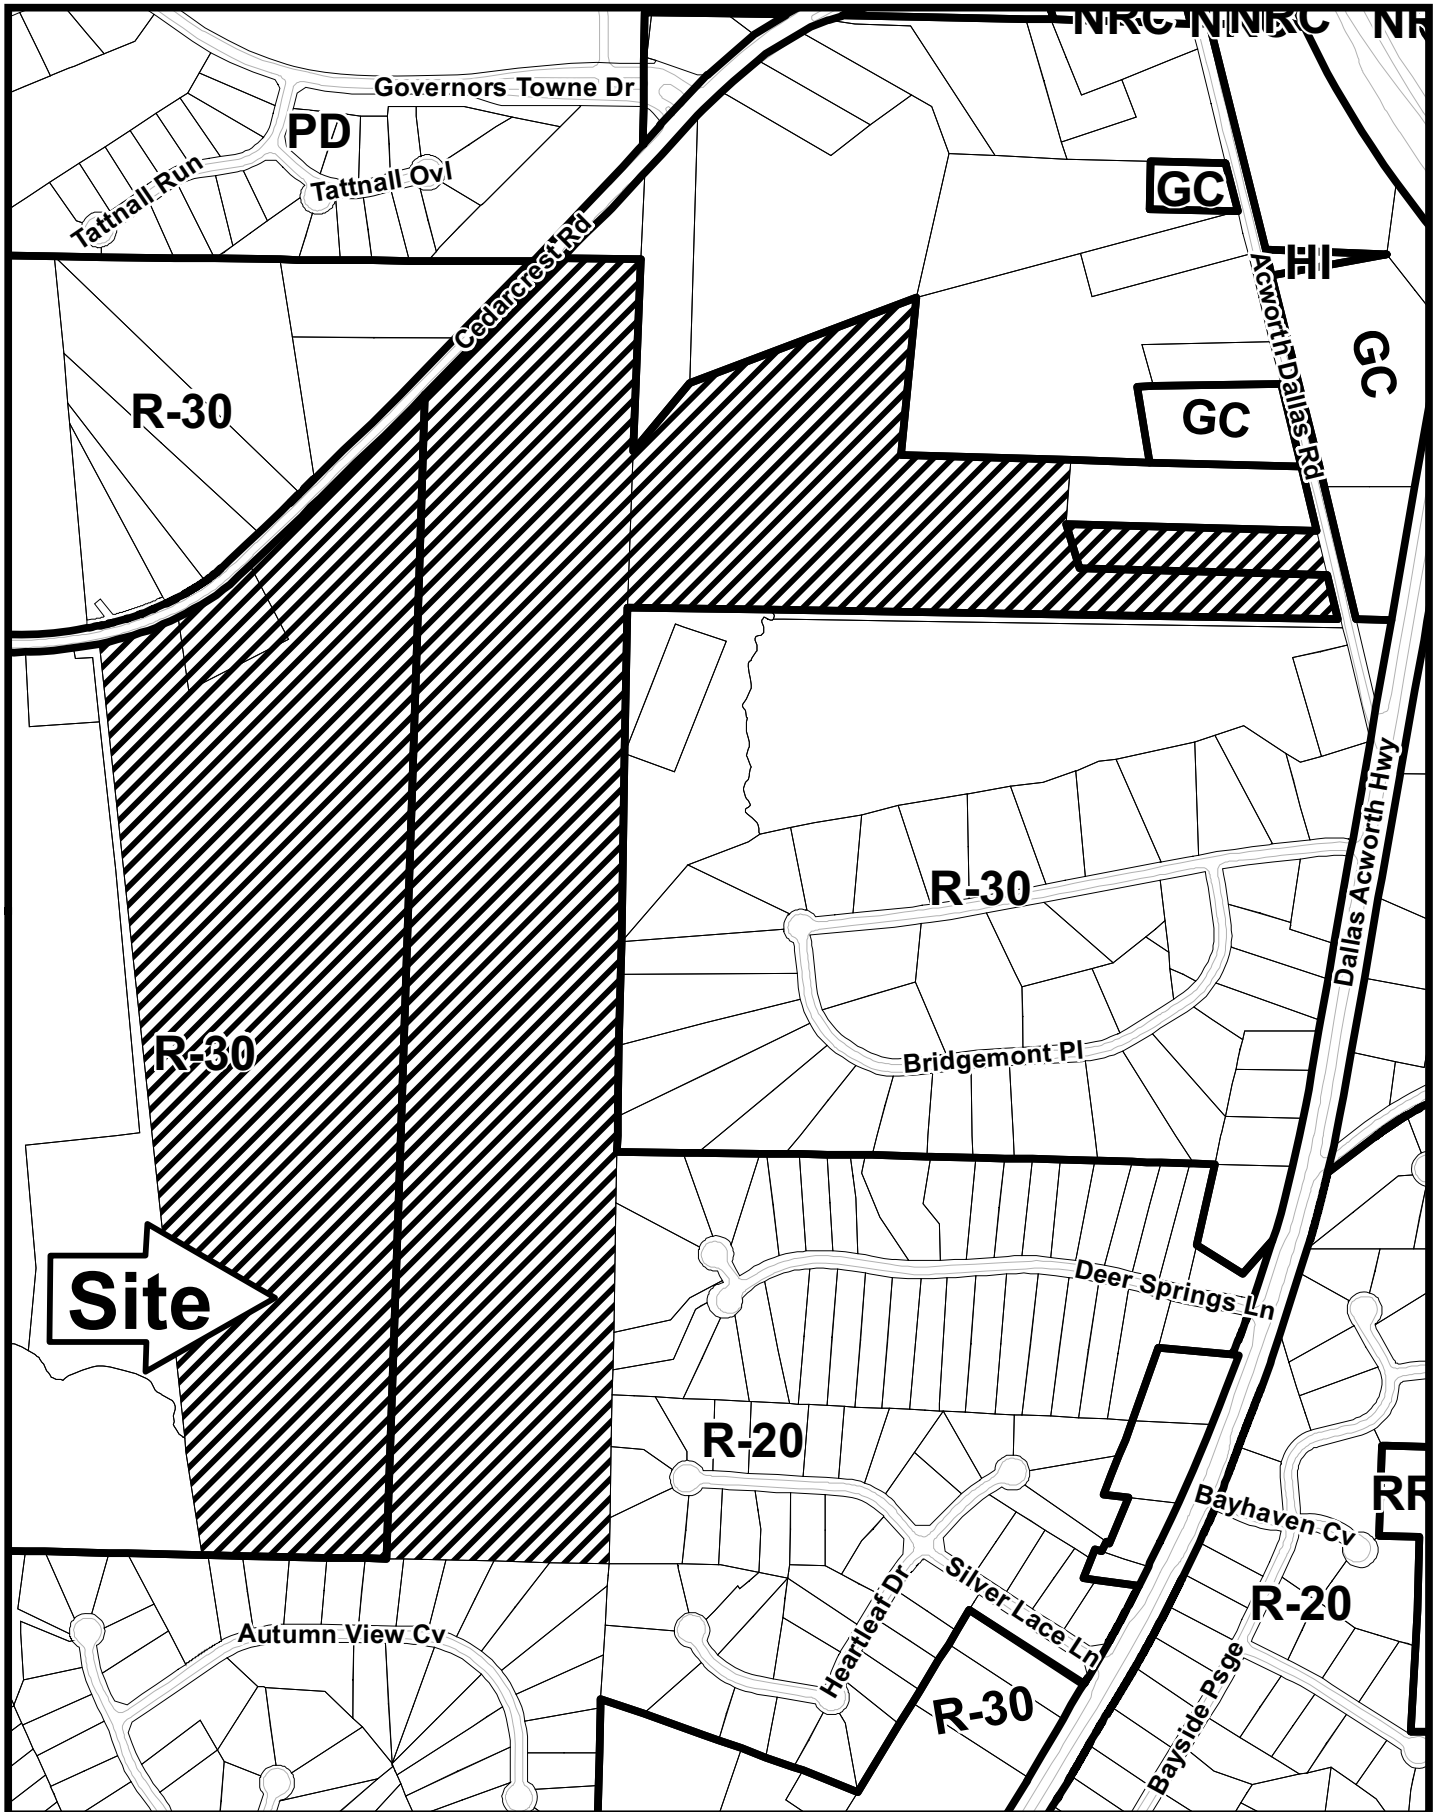 NRC
NRC
NRC
Governors Towne Dr
PD
Tattnall Run
Tattnall Ovl
GC
Cedarcrest Rd
HI
Acworth Dallas Rd
GC
R-30
GC
Dallas Acworth Hwy
R-30
R-30
Bridgemont Pl
Site
Deer Springs Ln
R-20
Bayhaven Cv
Silver Lace Ln
Heartleaf Dr
R-20
Autumn View Cv
R-30
Bayside Psge